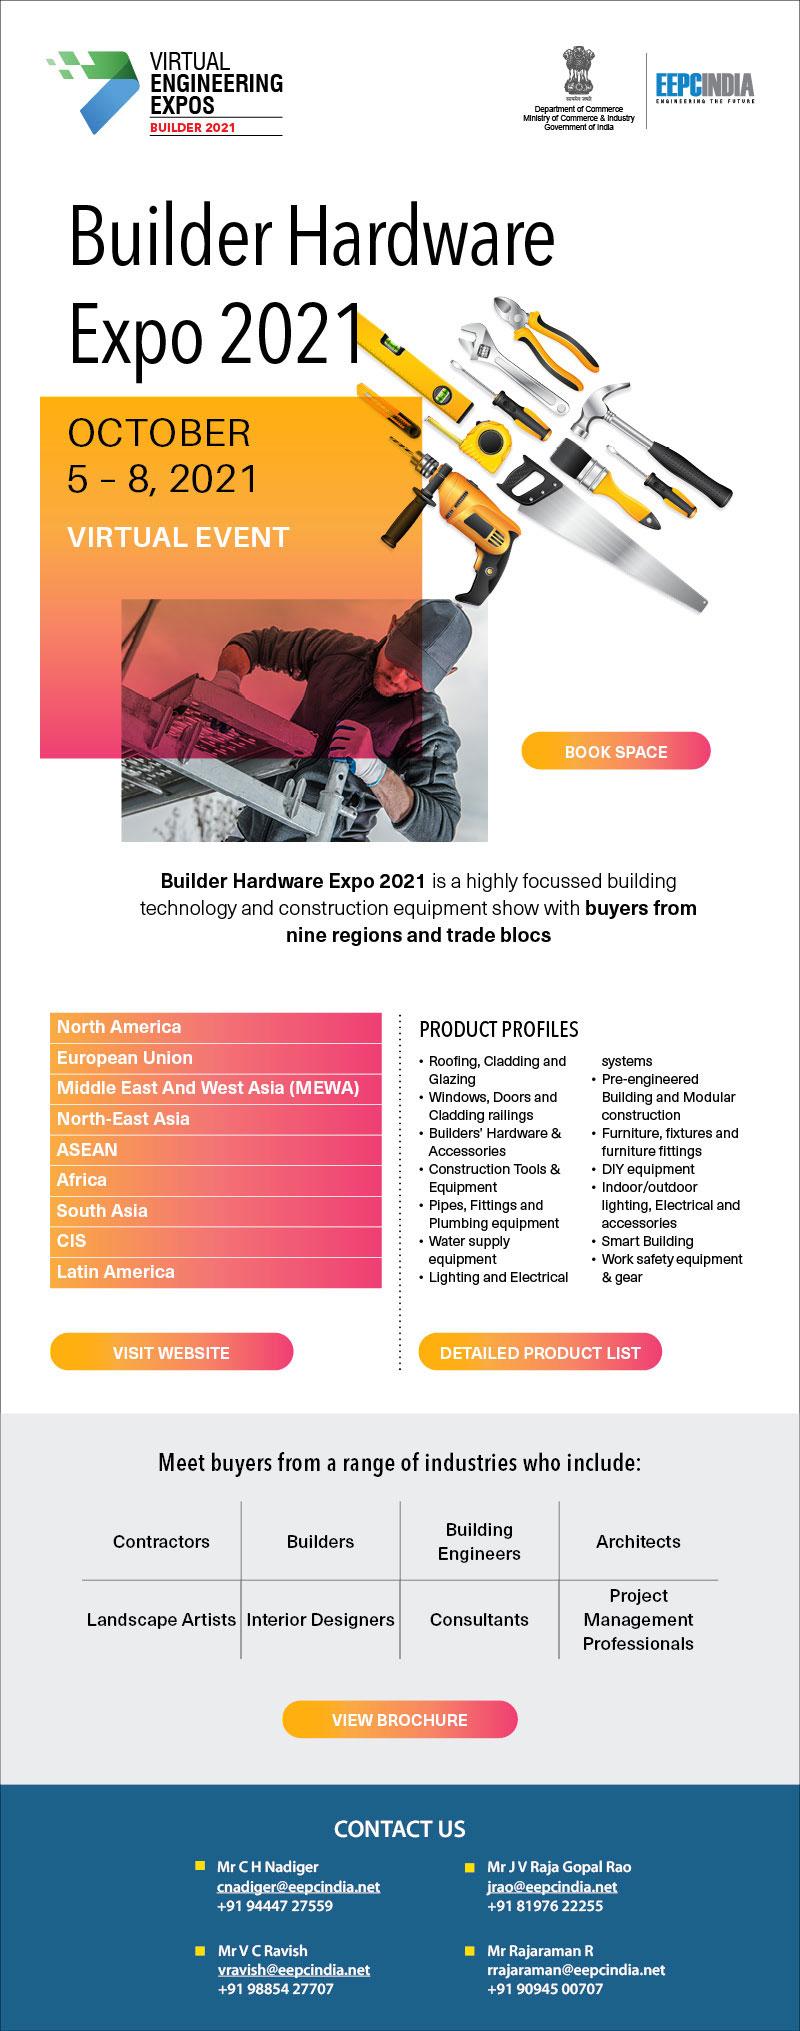 VIRTUAL
ENGINEERING
EXPOS
BUILDER 2021
सत्यमेव जयते
Department of Commerce
Ministry of Commerce & Industry
Government of India
EEPCINDIA
ENGINEERING THE FUTURE
Builder Hardware
Expo 2021
OCTOBER
5 – 8, 2021
VIRTUAL EVENT
BOOK SPACE
Builder Hardware Expo 2021 is a highly focussed building
technology and construction equipment show with buyers from
nine regions and trade blocs
North America
European Union
Middle East And West Asia (MEWA)
North-East Asia
ASEAN
Africa
South Asia
CIS
Latin America
VISIT WEBSITE
PRODUCT PROFILES
• Roofing, Cladding and
Glazing
• Windows, Doors and
Cladding railings
• Builders' Hardware &
Accessories
• Construction Tools &
Equipment
• Pipes, Fittings and
Plumbing equipment
• Water supply
equipment
• Lighting and Electrical
systems
• Pre-engineered
Building and Modular
construction
• Furniture, fixtures and
furniture fittings
• DIY equipment
• Indoor/outdoor
lighting, Electrical and
accessories
• Smart Building
• Work safety equipment
& gear
DETAILED PRODUCT LIST
Meet buyers from a range of industries who include:
Contractors
Builders
Building
Engineers
Architects
Landscape Artists
Interior Designers
Consultants
Project
Management
Professionals
VIEW BROCHURE
CONTACT US
Mr C H Nadiger
cnadiger@eepcindia.net
+91 94447 27559
Mr J V Raja Gopal Rao
jrao@eepcindia.net
+91 81976 22255
Mr V C Ravish
vravish@eepcindia.net
+91 98854 27707
Mr Rajaraman R
rrajaraman@eepcindia.net
+91 90945 00707